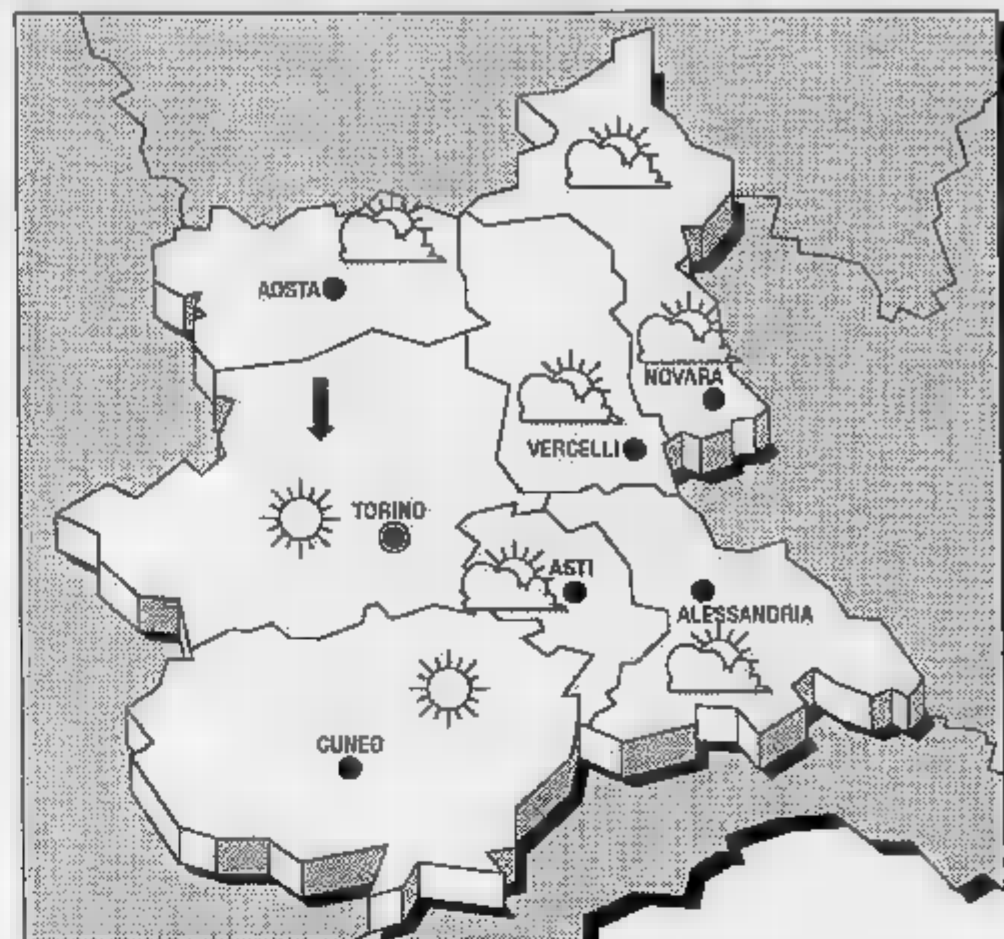 AOSTA
NOVARA
VERCELLI
TORINO
ASTI
ALESSANDRIA
CUNEO